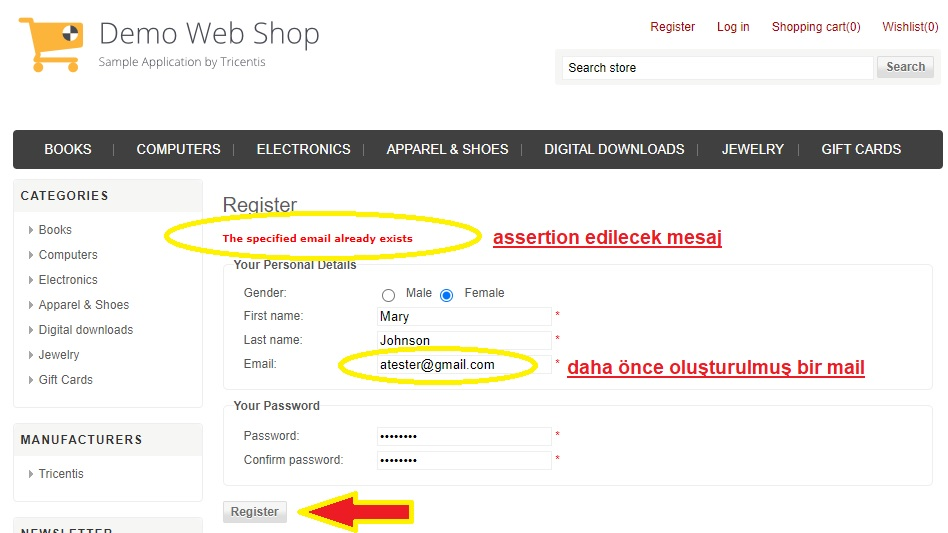 Demo Web Shop
Sample Application by Tricentis
Register Log in Shopping cart(0) Wishlist(0)
Search store Search
BOOKS COMPUTERS ELECTRONICS APPAREL & SHOES DIGITAL DOWNLOADS JEWELRY GIFT CARDS
CATEGORIES
Books
Computers
Electronics
Apparel & Shoes
Digital downloads
Jewelry
Gift Cards
MANUFACTURERS
Tricentis
NEWSLETTER
Register
The specified email already exists assertion edilecek mesaj
Your Personal Details
Gender: Male Female
First name: Mary *
Last name: Johnson *
Email: atester@gmail.com * daha önce oluşturulmuş bir mail
Your Password
Password: •••••••• *
Confirm password: •••••••• *
Register